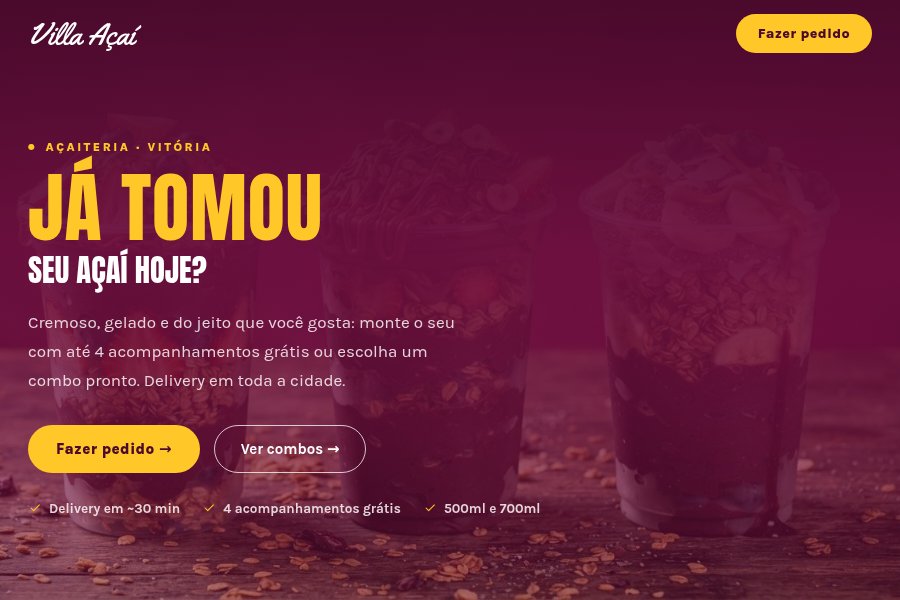 Villa Açaí
Fazer pedido
AÇAITERIA · VITÓRIA
JÁ TOMOU
SEU AÇAÍ HOJE?
Cremoso, gelado e do jeito que você gosta: monte o seu
com até 4 acompanhamentos grátis ou escolha um
combo pronto. Delivery em toda a cidade.
Fazer pedido →
Ver combos →
✓ Delivery em ~30 min ✓ 4 acompanhamentos grátis ✓ 500ml e 700ml